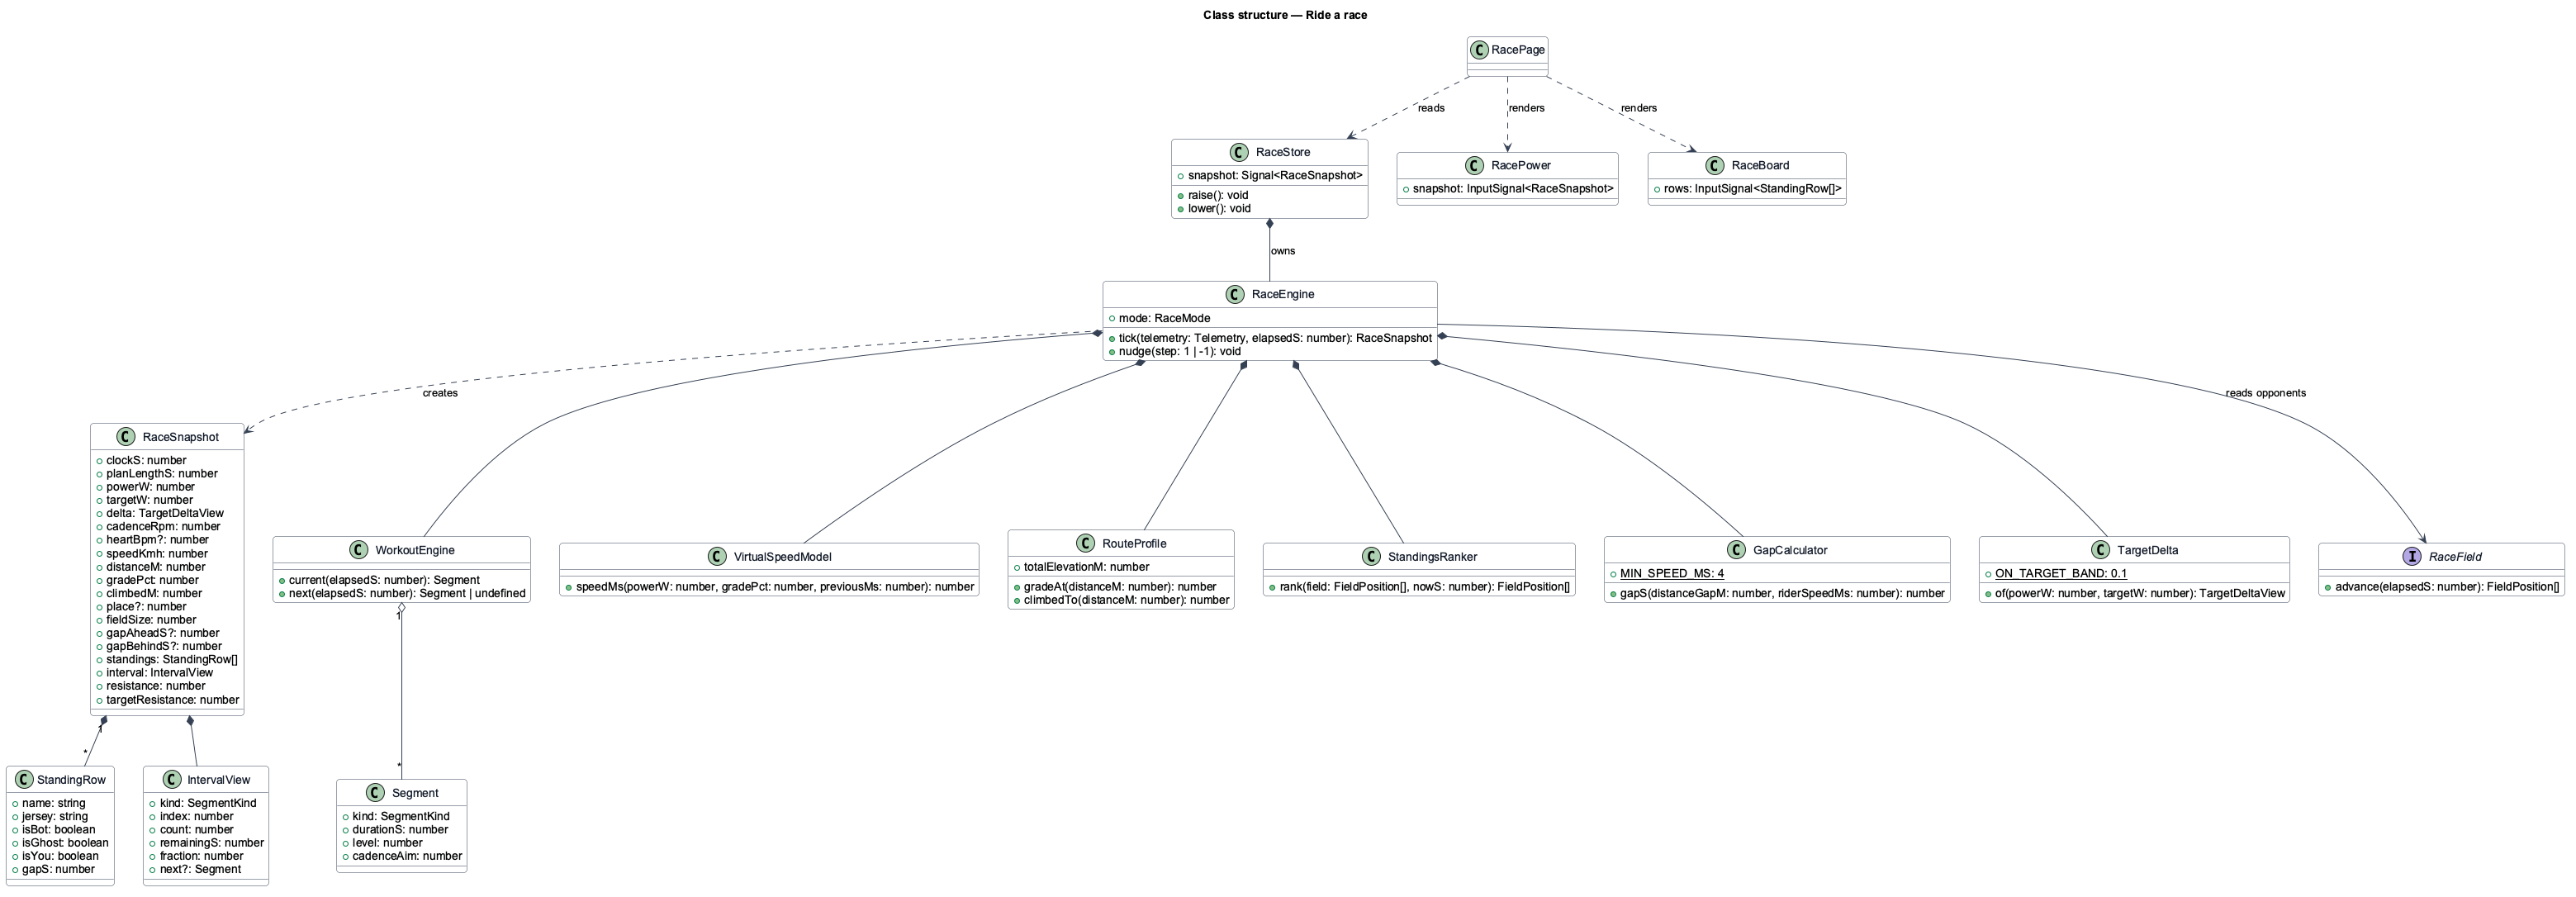 Class structure — Ride a race
C RacePage
reads
renders
renders
C RaceStore
snapshot: Signal<RaceSnapshot>
raise(): void
lower(): void
C RacePower
snapshot: InputSignal<RaceSnapshot>
C RaceBoard
rows: InputSignal<StandingRow[]>
owns
C RaceEngine
mode: RaceMode
tick(telemetry: Telemetry, elapsedS: number): RaceSnapshot
nudge(step: 1 | -1): void
creates
reads opponents
C RaceSnapshot
clockS: number
planLengthS: number
powerW: number
targetW: number
delta: TargetDeltaView
cadenceRpm: number
heartBpm?: number
speedKmh: number
distanceM: number
gradePct: number
climbedM: number
place?: number
fieldSize: number
gapAheadS?: number
gapBehindS?: number
standings: StandingRow[]
interval: IntervalView
resistance: number
targetResistance: number
C WorkoutEngine
current(elapsedS: number): Segment
next(elapsedS: number): Segment | undefined
C VirtualSpeedModel
speedMs(powerW: number, gradePct: number, previousMs: number): number
C RouteProfile
totalElevationM: number
gradeAt(distanceM: number): number
climbedTo(distanceM: number): number
C StandingsRanker
rank(field: FieldPosition[], nowS: number): FieldPosition[]
C GapCalculator
MIN_SPEED_MS: 4
gapS(distanceGapM: number, riderSpeedMs: number): number
C TargetDelta
ON_TARGET_BAND: 0.1
of(powerW: number, targetW: number): TargetDeltaView
I RaceField
advance(elapsedS: number): FieldPosition[]
1
*
1
*
C StandingRow
name: string
jersey: string
isBot: boolean
isGhost: boolean
isYou: boolean
gapS: number
C IntervalView
kind: SegmentKind
index: number
count: number
remainingS: number
fraction: number
next?: Segment
C Segment
kind: SegmentKind
durationS: number
level: number
cadenceAim: number